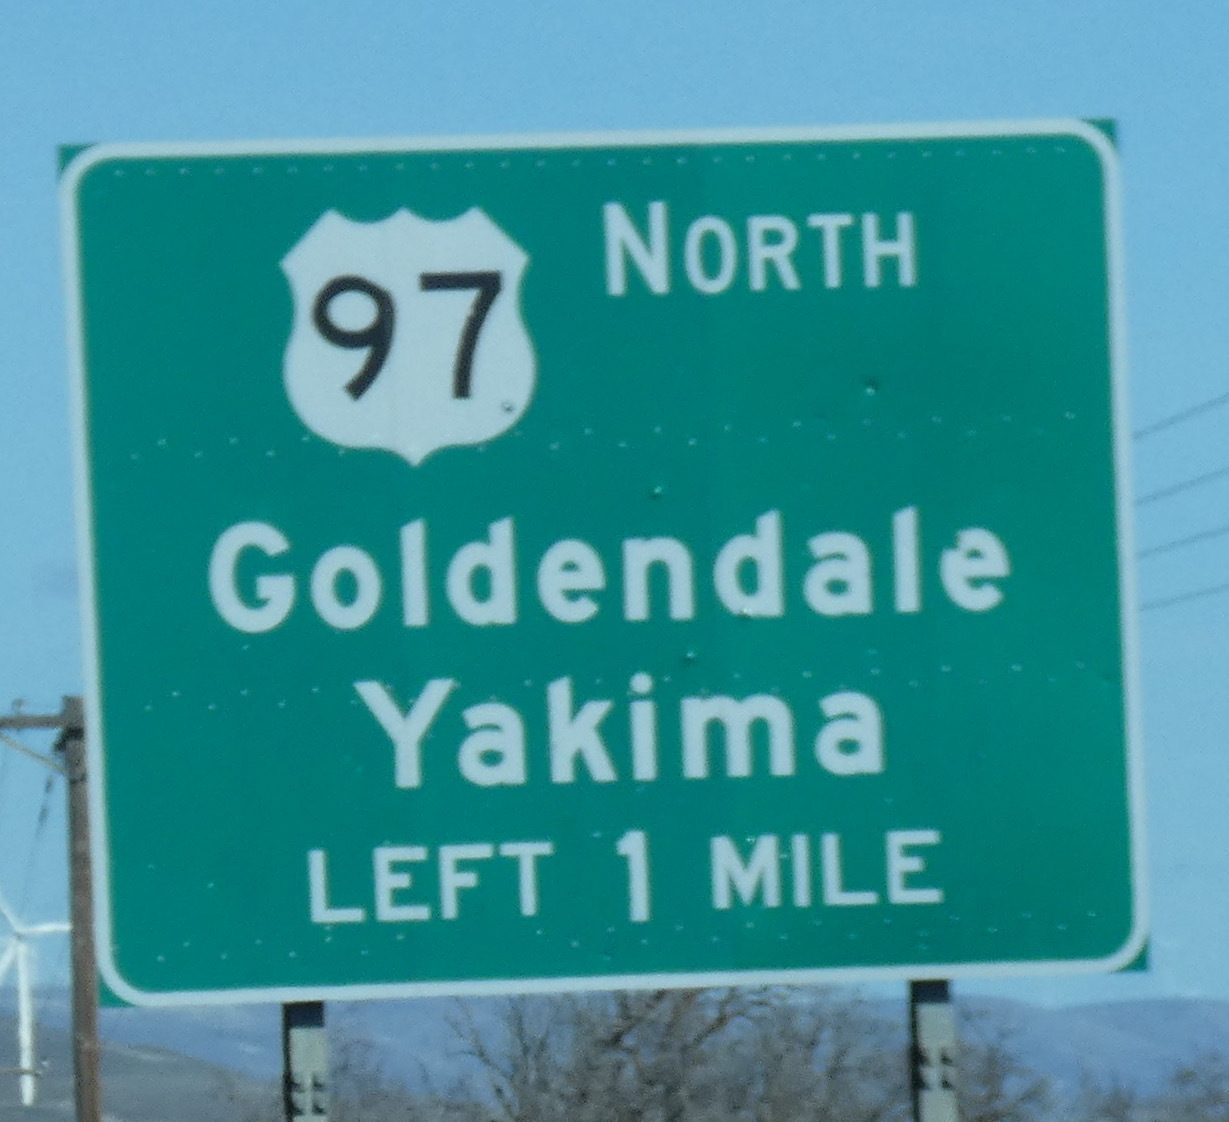 97 NORTH
Goldendale
Yakima
LEFT 1 MILE